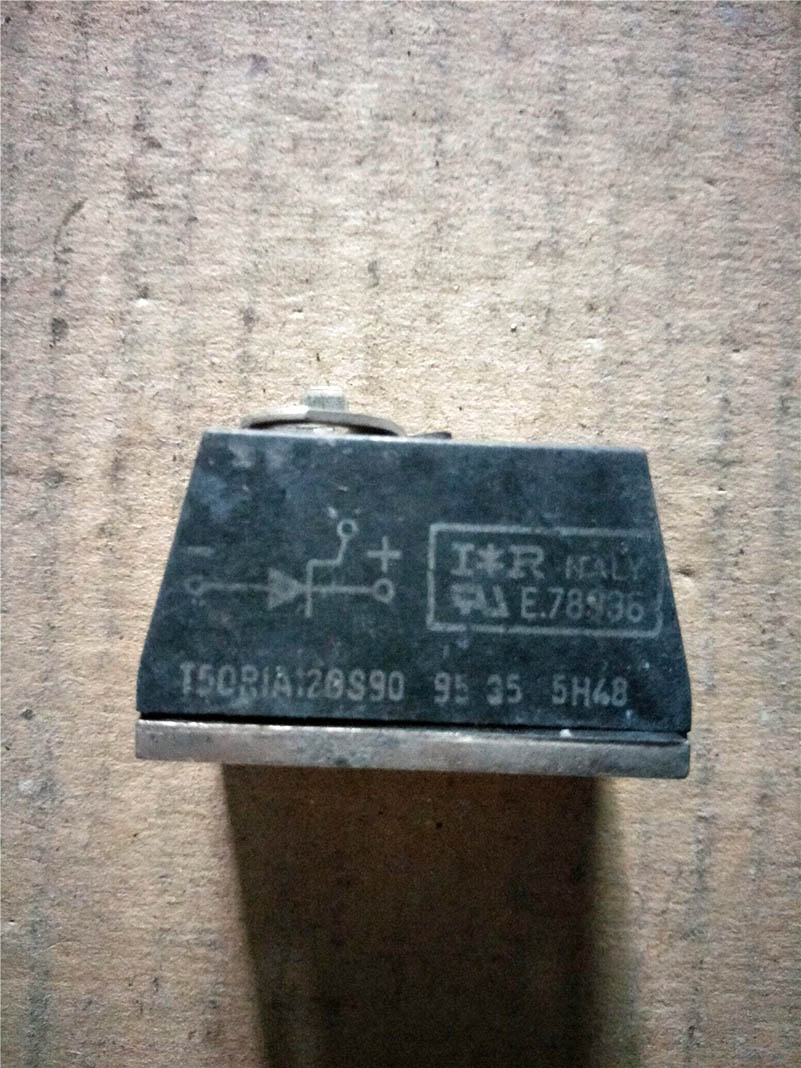 - +
I*R ITALY
E.78996
T50RIA120S90 95 35 5H48